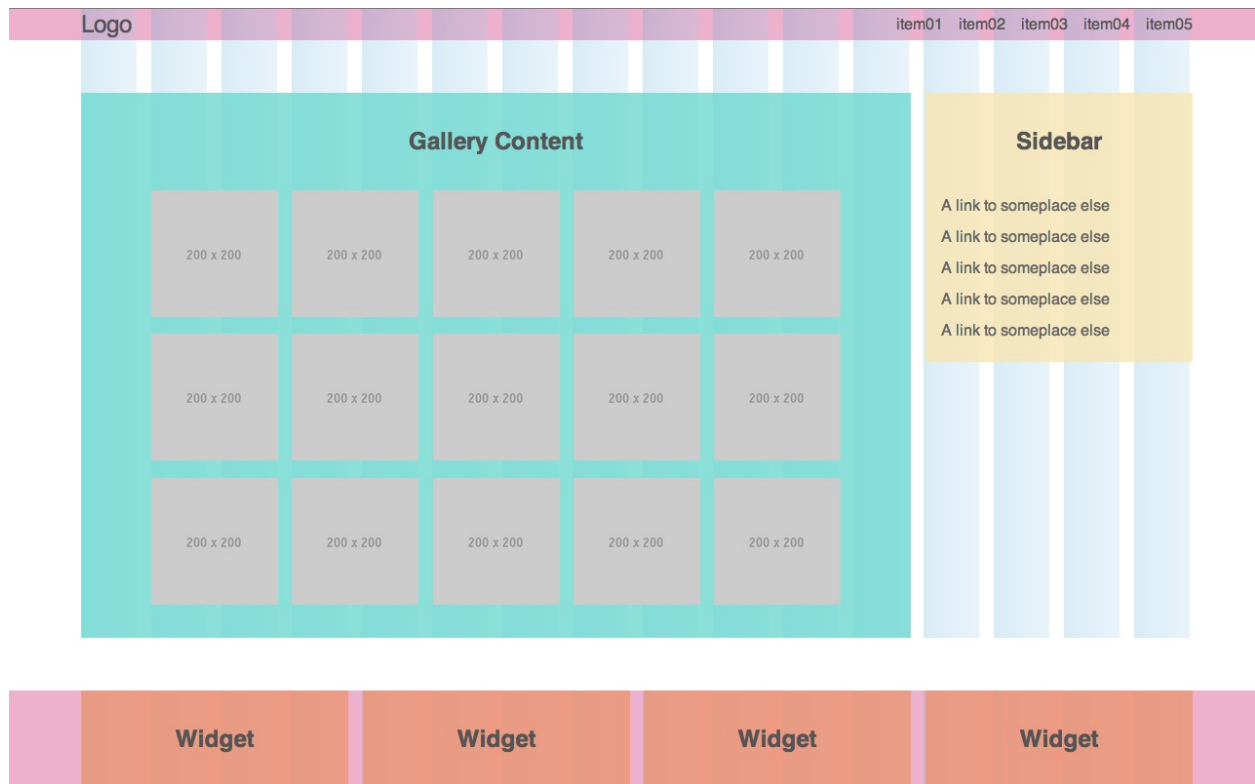 Logo
item01 item02 item03 item04 item05
Gallery Content
200 x 200 200 x 200 200 x 200 200 x 200 200 x 200
200 x 200 200 x 200 200 x 200 200 x 200 200 x 200
200 x 200 200 x 200 200 x 200 200 x 200 200 x 200
Sidebar
A link to someplace else
A link to someplace else
A link to someplace else
A link to someplace else
A link to someplace else
Widget Widget Widget Widget